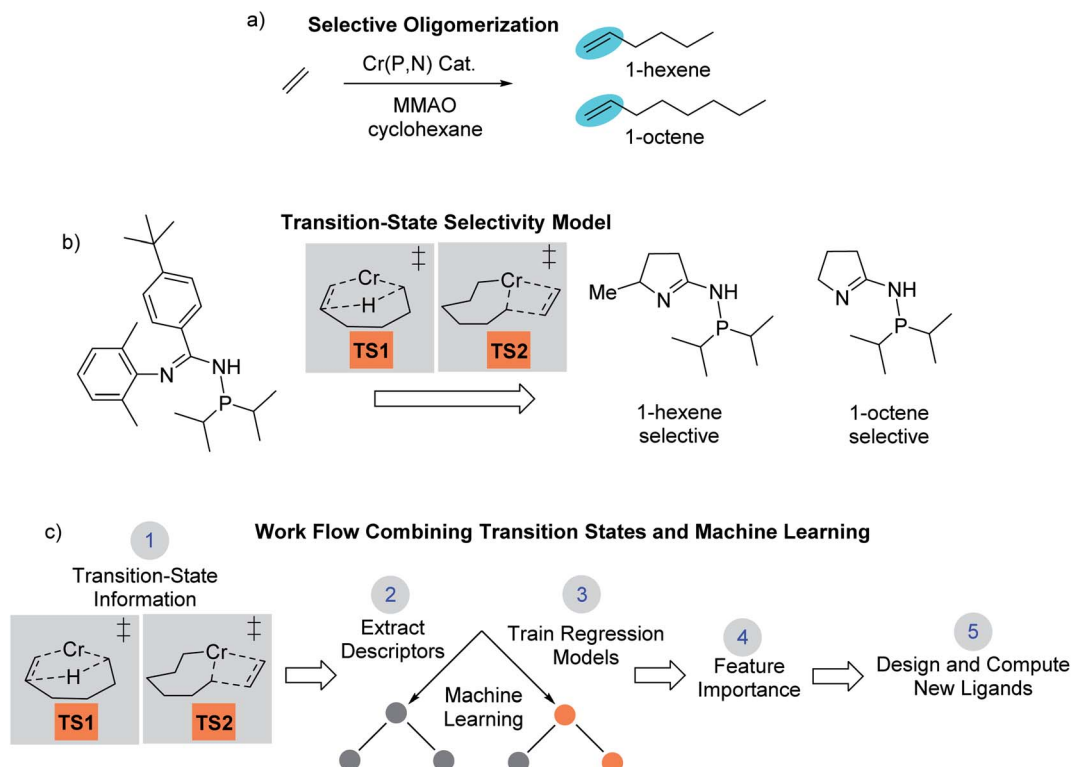 a)
Selective Oligomerization
Cr(P,N) Cat.
MMAO
cyclohexane
1-hexene
1-octene
b)
Transition-State Selectivity Model
N
NH
P
Cr
H
‡
TS1
Cr
‡
TS2
Me
N
NH
P
1-hexene
selective
N
NH
P
1-octene
selective
c)
Work Flow Combining Transition States and Machine Learning
1
Transition-State
Information
Cr
H
‡
TS1
Cr
‡
TS2
2
Extract
Descriptors
3
Train Regression
Models
Machine
Learning
4
Feature
Importance
5
Design and Compute
New Ligands